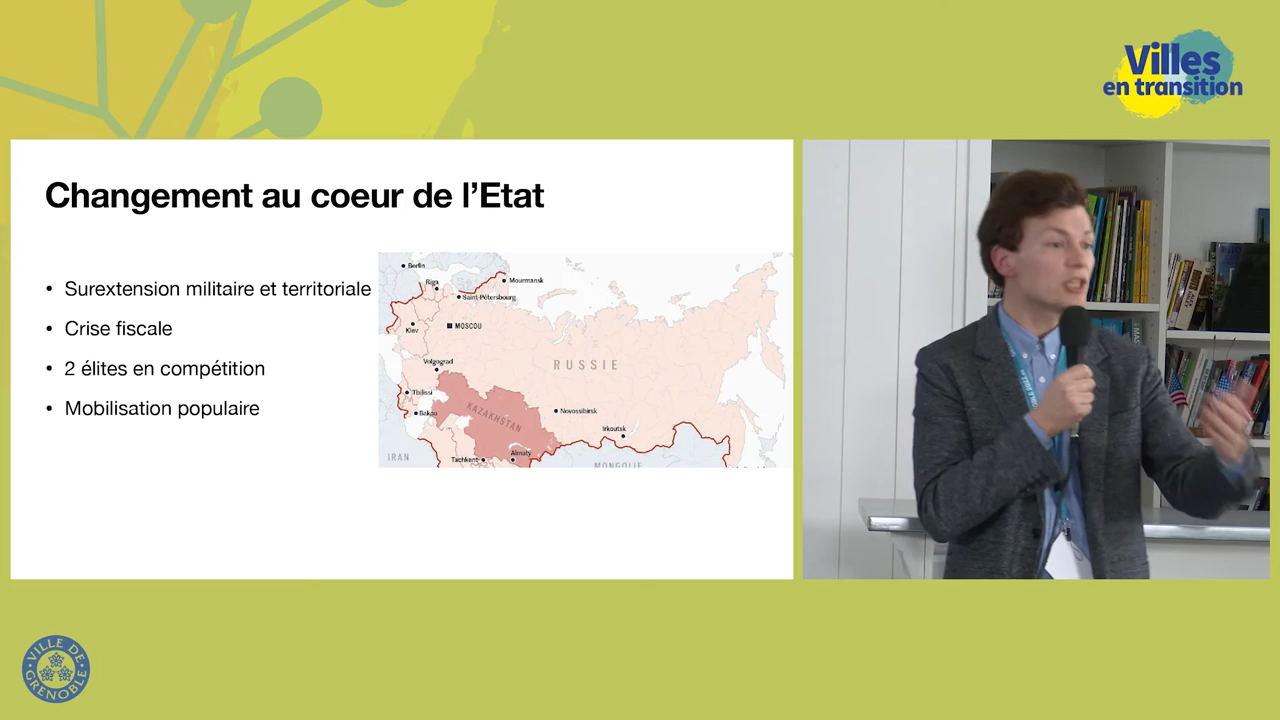 Villes
en transition
Changement au coeur de l'Etat
• Surextension militaire et territoriale
• Crise fiscale
• 2 élites en compétition
• Mobilisation populaire
Berlin
Mourmansk
Riga
Saint-Pétersbourg
Kiev
MOSCOU
Volgograd
RUSSIE
Tbilissi
KAZAKHSTAN
Bakou
Novossibirsk
Irkoutsk
IRAN
Tachkent
Almaty
MONGOLIE
VILLE DE
GRENOBLE